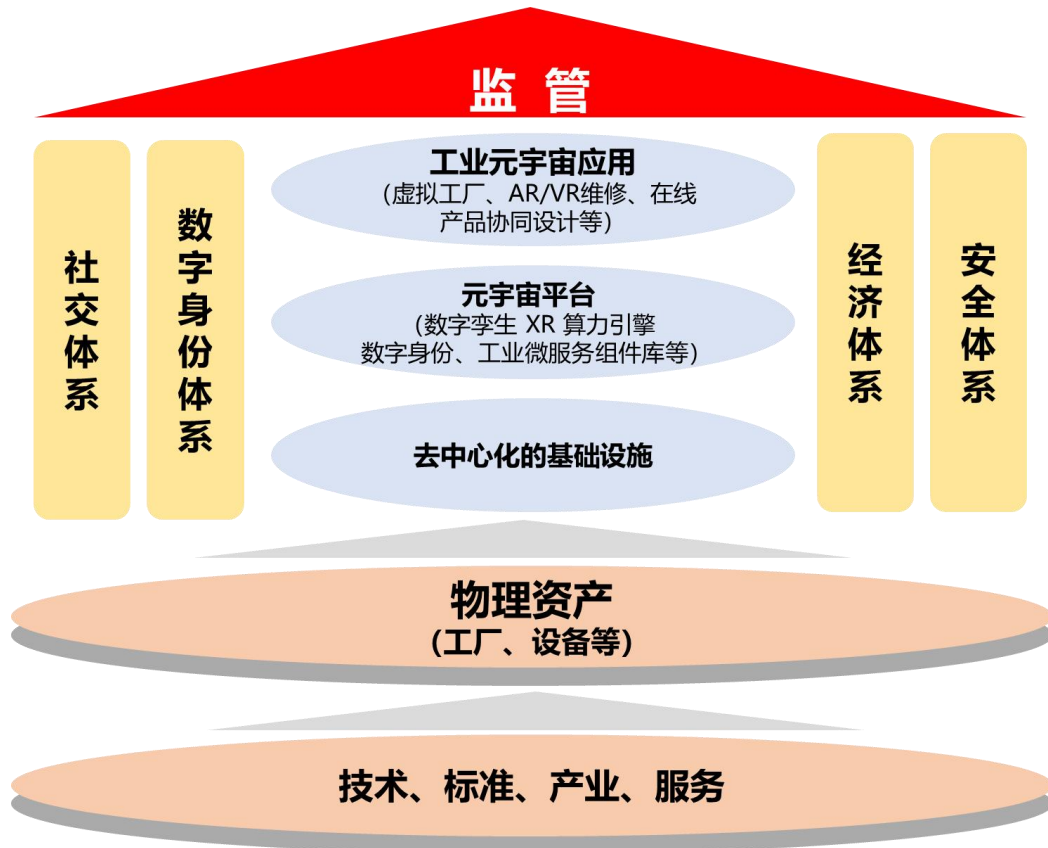 监管
社交体系
数字身份体系
工业元宇宙应用
（虚拟工厂、AR/VR维修、在线
产品协同设计等）
元宇宙平台
（数字孪生 XR 算力引擎
数字身份、工业微服务组件库等）
去中心化的基础设施
经济体系
安全体系
物理资产
（工厂、设备等）
技术、标准、产业、服务